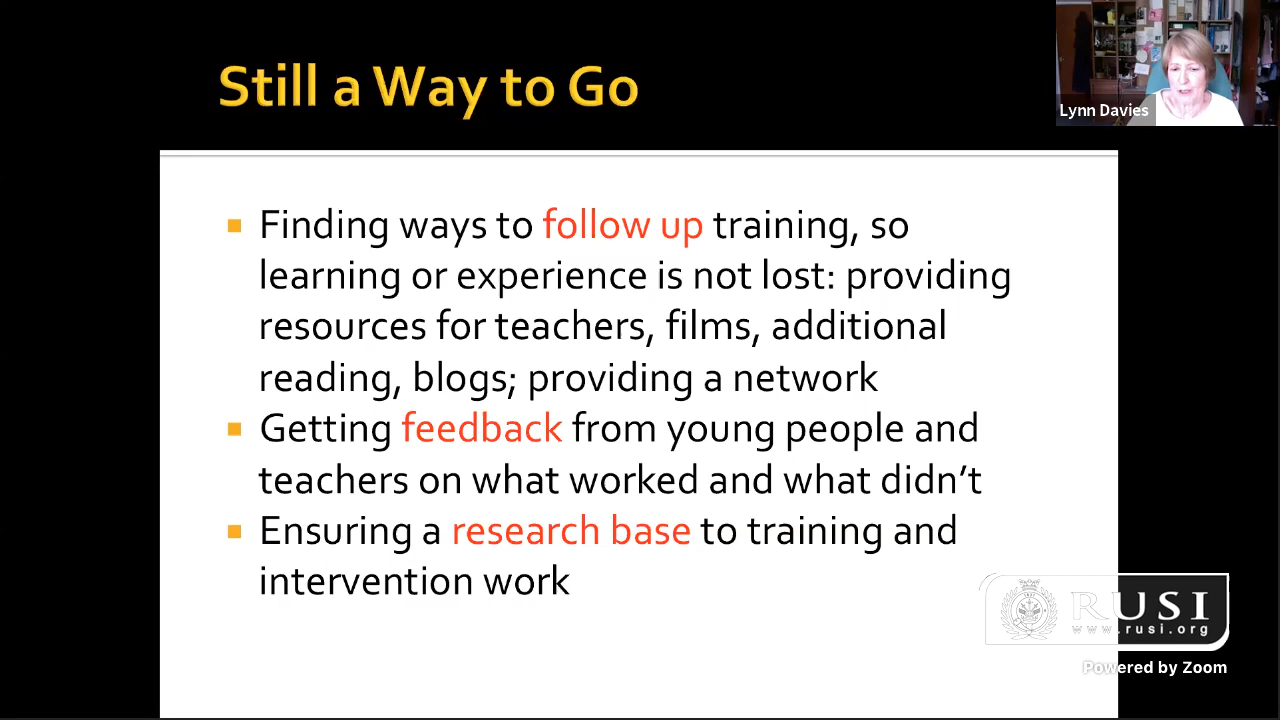 Still a Way to Go
Lynn Davies
Finding ways to follow up training, so
learning or experience is not lost: providing
resources for teachers, films, additional
reading, blogs; providing a network
Getting feedback from young people and
teachers on what worked and what didn’t
Ensuring a research base to training and
intervention work
RUSI
www.rusi.org
Powered by Zoom